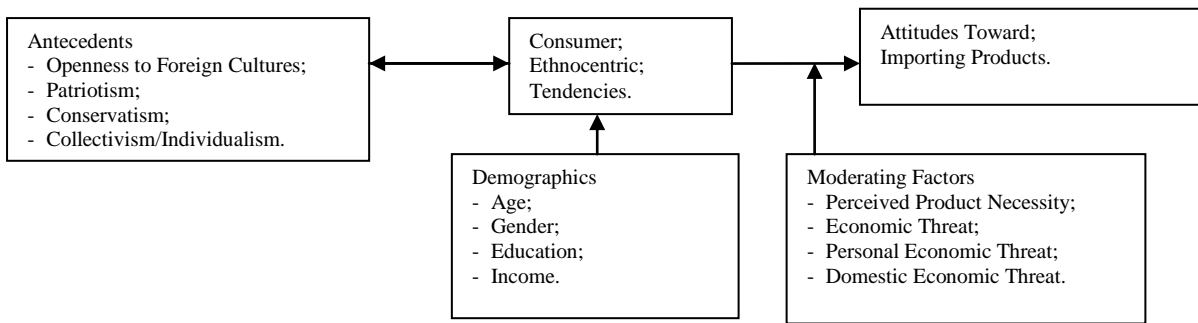 Antecedents
- Openness to Foreign Cultures;
- Patriotism;
- Conservatism;
- Collectivism/Individualism.
Consumer;
Ethnocentric;
Tendencies.
Attitudes Toward;
Importing Products.
Demographics
- Age;
- Gender;
- Education;
- Income.
Moderating Factors
- Perceived Product Necessity;
- Economic Threat;
- Personal Economic Threat;
- Domestic Economic Threat.